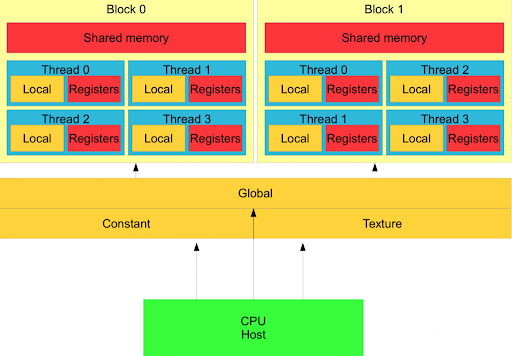 Block 0
Block 1
Shared memory
Shared memory
Thread 0
Thread 1
Thread 0
Thread 2
Local
Registers
Local
Registers
Local
Registers
Local
Registers
Thread 2
Thread 3
Thread 1
Thread 3
Local
Registers
Local
Registers
Local
Registers
Local
Registers
Global
Constant
Texture
CPU
Host